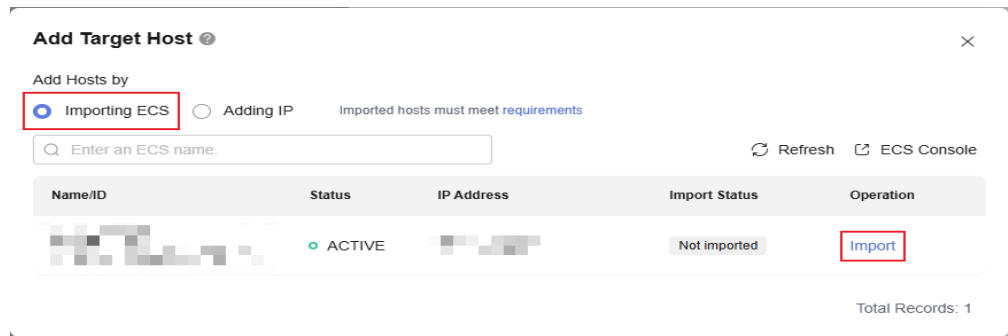 Add Target Host
Add Hosts by
Importing ECS Adding IP Imported hosts must meet requirements
Enter an ECS name. Refresh ECS Console
Name/ID Status IP Address Import Status Operation
ACTIVE Not imported Import
Total Records: 1